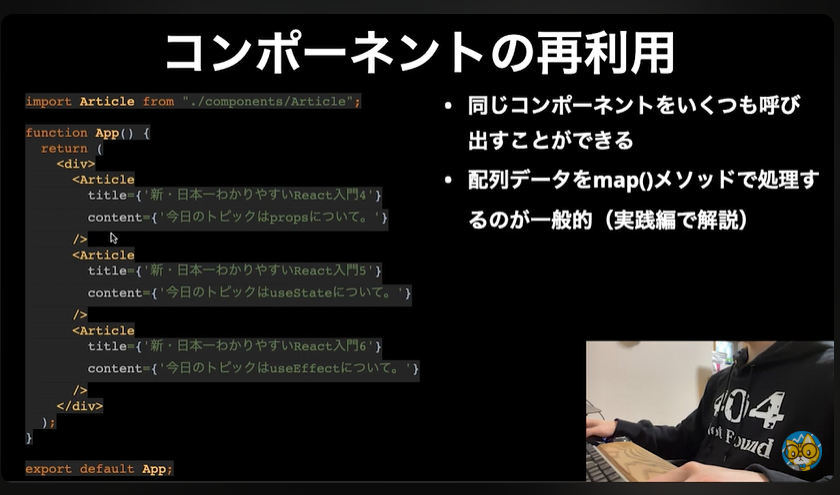 コンポーネントの再利用
import Article from "./components/Article";
function App() {
return (
<div>
<Article
title={'新・日本一わかりやすいReact入門4'}
content={'今日のトピックはpropsについて。'}
/>
<Article
title={'新・日本一わかりやすいReact入門5'}
content={'今日のトピックはuseStateについて。'}
/>
<Article
title={'新・日本一わかりやすいReact入門6'}
content={'今日のトピックはuseEffectについて。'}
/>
</div>
);
}
export default App;
• 同じコンポーネントをいくつも呼び
出すことができる
• 配列データをmap()メソッドで処理す
るのが一般的（実践編で解説）
404